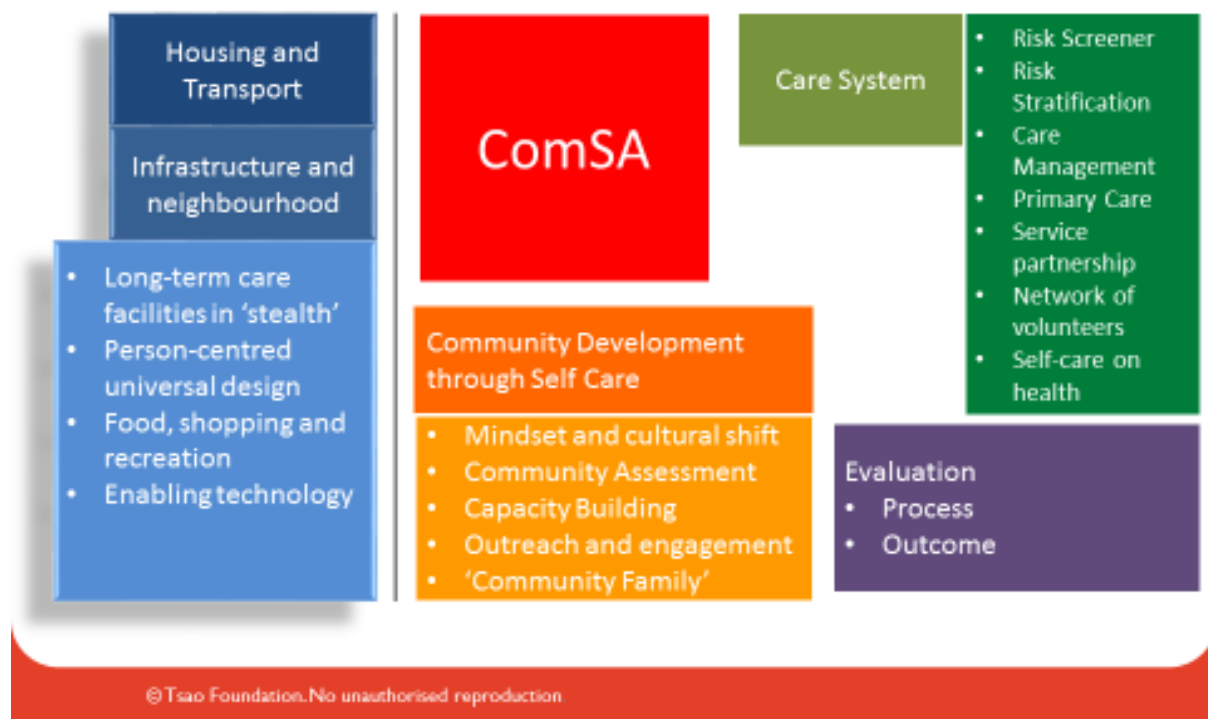 Housing and
Transport
Infrastructure and
neighbourhood
• Long-term care
facilities in ‘stealth’
• Person-centred
universal design
• Food, shopping and
recreation
• Enabling technology
ComSA
Community Development
through Self Care
• Mindset and cultural shift
• Community Assessment
• Capacity Building
• Outreach and engagement
• ‘Community Family’
Care System
• Risk Screener
• Risk
Stratification
• Care
Management
• Primary Care
• Service
partnership
• Network of
volunteers
• Self-care on
health
Evaluation
• Process
• Outcome
© Tsao Foundation. No unauthorised reproduction.